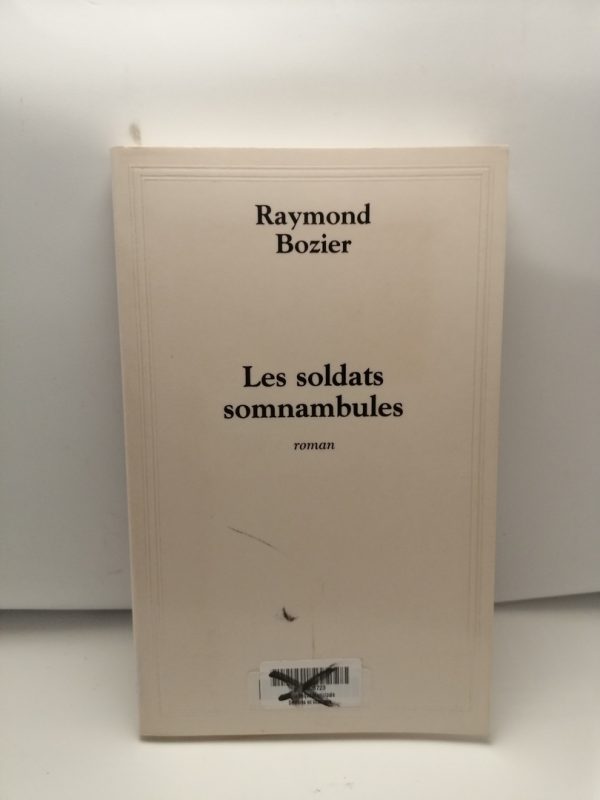 Raymond
Bozier
Les soldats
somnambules
roman